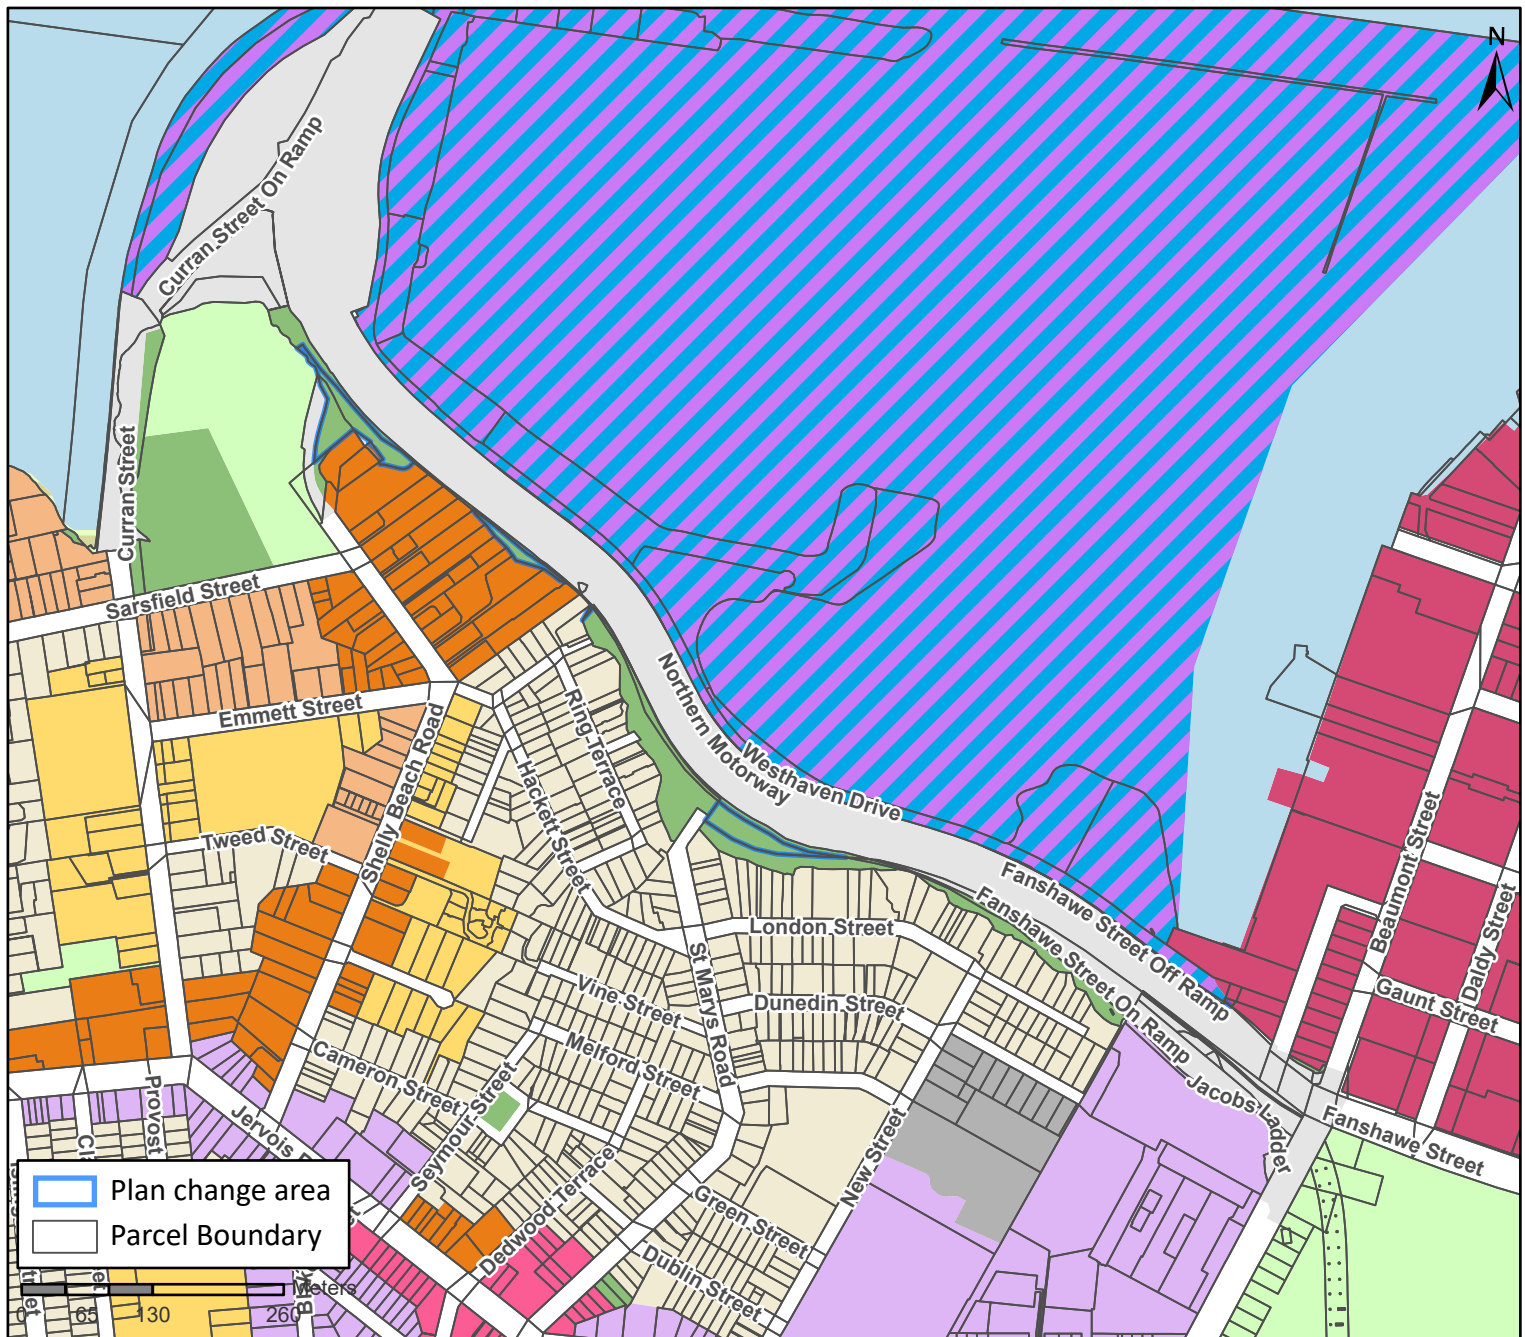 N
Curran Street On Ramp
Curran Street
Sarsfield Street
Emmett Street
Shelly Beach Road
Ring Terrace
Hackett Street
Northern Motorway
Westhaven Drive
Tweed Street
Fanshawe Street Off Ramp
Fanshawe Street On Ramp
Beaumont Street
Daldy Street
Gaunt Street
London Street
St Marys Road
Vine Street
Dunedin Street
Melford Street
Cameron Street
Seymour Street
Provost
Jervois
Jacobs Ladder
Fanshawe Street
New Street
Dedwood Terrace
Green Street
Dublin Street
Plan change area
Parcel Boundary
Meters
0 65 130 260